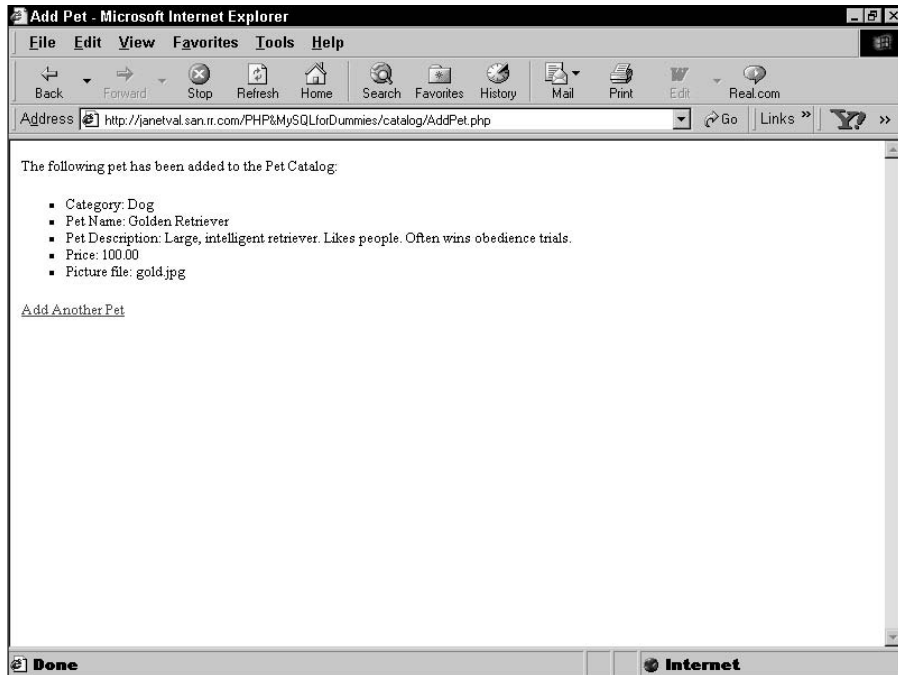 Add Pet - Microsoft Internet Explorer
File Edit View Favorites Tools Help
Back Forward Stop Refresh Home Search Favorites History Mail Print Edit Real.com
Address http://janetval.san.rr.com/PHP&MySQLforDummies/catalog/AddPet.php Go Links » Y? »
The following pet has been added to the Pet Catalog:
▪ Category: Dog
▪ Pet Name: Golden Retriever
▪ Pet Description: Large, intelligent retriever. Likes people. Often wins obedience trials.
▪ Price: 100.00
▪ Picture file: gold.jpg
Add Another Pet
Done Internet